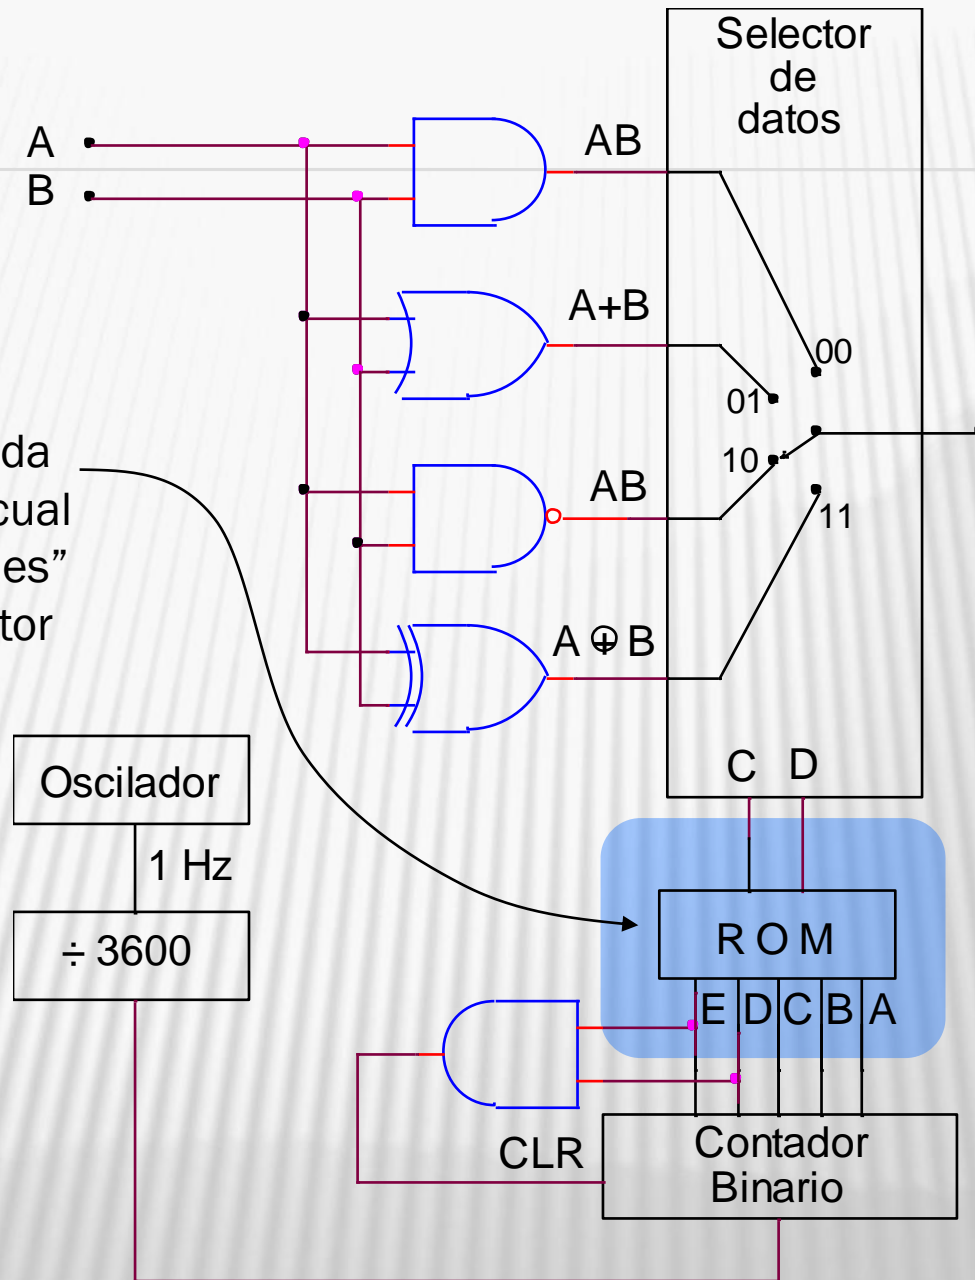 Selector
de
datos
A
B
AB
A+B
00
01
da
cual
es”
tor
10
AB
11
A ⊕ B
C D
Oscilador
1 Hz
÷ 3600
R O M
E D C B A
CLR
Contador
Binario